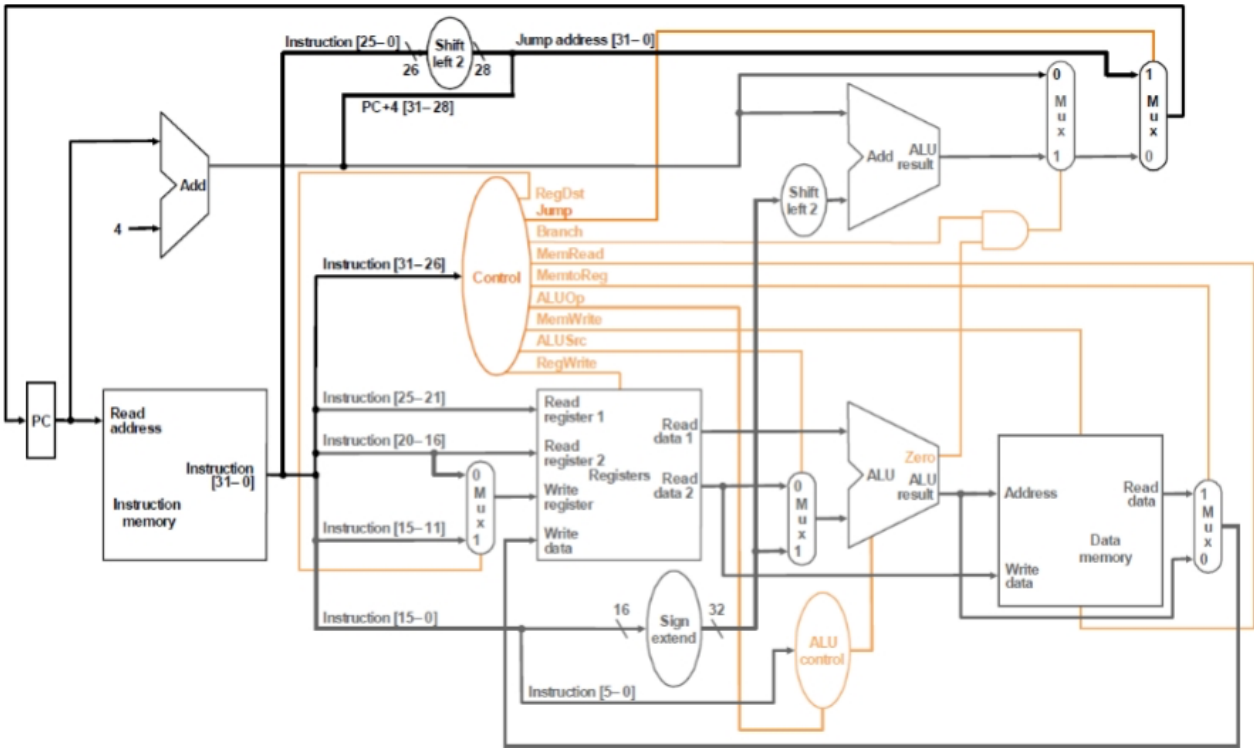 Instruction [25–0]
Shift
left 2
Jump address [31–0]
26
28
PC+4 [31–28]
0
M
u
x
1
1
M
u
x
0
Add
ALU
result
Add
4
Shift
left 2
RegDst
Jump
Branch
MemRead
MemtoReg
ALUOp
MemWrite
ALUSrc
RegWrite
Control
Instruction [31–26]
PC
Read
address
Instruction
[31–0]
Instruction
memory
Instruction [25–21]
Instruction [20–16]
Instruction [15–11]
0
M
u
x
1
Read
register 1
Read
register 2
Write
register
Write
data
Registers
Read
data 1
Read
data 2
0
M
u
x
1
Zero
ALU
ALU
result
Address
Read
data
Data
memory
Write
data
1
M
u
x
0
Instruction [15–0]
16
Sign
extend
32
ALU
control
Instruction [5–0]